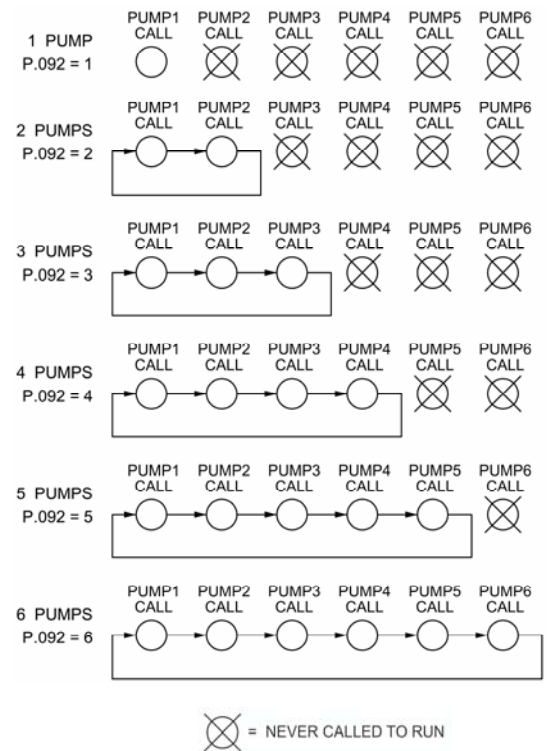 PUMP1 PUMP2 PUMP3 PUMP4 PUMP5 PUMP6
1 PUMP CALL CALL CALL CALL CALL CALL
P.092 = 1
PUMP1 PUMP2 PUMP3 PUMP4 PUMP5 PUMP6
2 PUMPS CALL CALL CALL CALL CALL CALL
P.092 = 2
PUMP1 PUMP2 PUMP3 PUMP4 PUMP5 PUMP6
3 PUMPS CALL CALL CALL CALL CALL CALL
P.092 = 3
PUMP1 PUMP2 PUMP3 PUMP4 PUMP5 PUMP6
4 PUMPS CALL CALL CALL CALL CALL CALL
P.092 = 4
PUMP1 PUMP2 PUMP3 PUMP4 PUMP5 PUMP6
5 PUMPS CALL CALL CALL CALL CALL CALL
P.092 = 5
PUMP1 PUMP2 PUMP3 PUMP4 PUMP5 PUMP6
6 PUMPS CALL CALL CALL CALL CALL CALL
P.092 = 6
= NEVER CALLED TO RUN